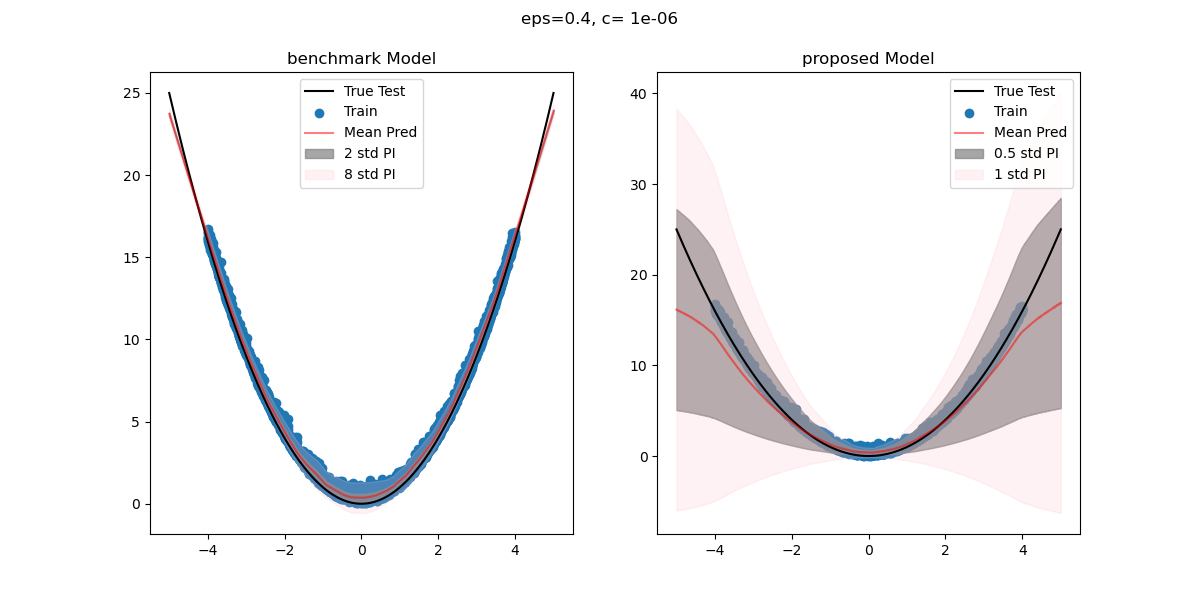 eps=0.4, c= 1e-06
benchmark Model
True Test
Train
Mean Pred
2 std PI
8 std PI
25
20
15
10
5
0
−4
−2
0
2
4
proposed Model
True Test
Train
Mean Pred
0.5 std PI
1 std PI
40
30
20
10
0
−4
−2
0
2
4